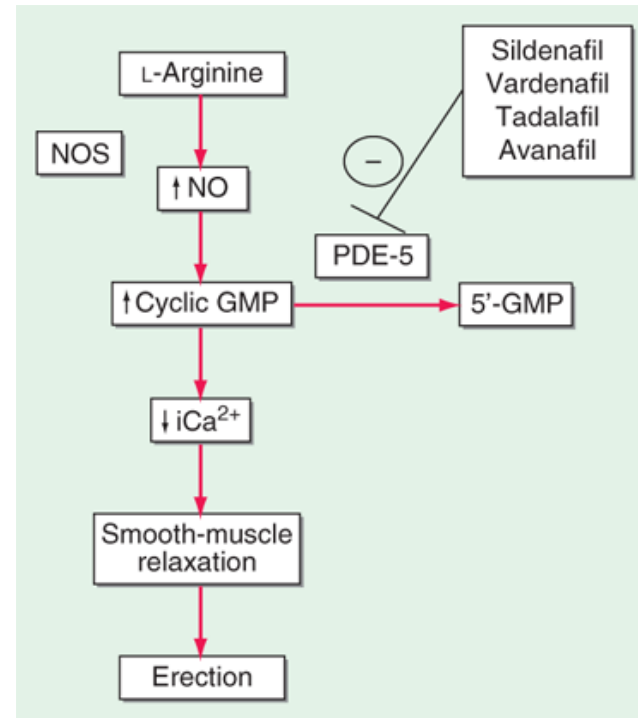 L-Arginine
Sildenafil
Vardenafil
Tadalafil
Avanafil
NOS
↑ NO
−
PDE-5
↑ Cyclic GMP
5’-GMP
↓ iCa²⁺
Smooth-muscle
relaxation
Erection